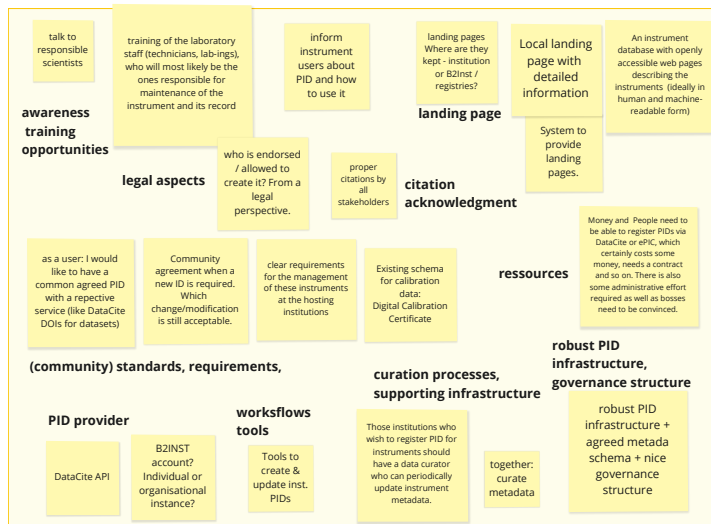 talk to
responsible
scientists
training of the laboratory
staff (technicians, lab-ings),
who will most likely be the
ones responsible for
maintenance of the
instrument and its record
inform
instrument
users about
PID and how
to use it
landing pages
Where are they
kept - institution
or B2Inst /
registries?
Local landing
page with
detailed
information
An instrument
database with openly
accessible web pages
describing the
instruments (ideally in
human and machine-
readable form)
awareness
training
opportunities
landing page
System to
provide
landing
pages.
legal aspects
who is endorsed
/ allowed to
create it? From a
legal
perspective.
proper
citations by
all
stakeholders
citation
acknowledgment
as a user: I would
like to have a
common agreed PID
with a repective
service (like DataCite
DOIs for datasets)
Community
agreement when a
new ID is required.
Which
change/modification
is still acceptable.
clear requirements
for the management
of these instruments
at the hosting
institutions
Existing schema
for calibration
data:
Digital Calibration
Certificate
ressources
Money and People need to
be able to register PIDs via
DataCite or ePIC, which
certainly costs some
money, needs a contract
and so on. There is also
some administrative effort
required as well as bosses
need to be convinced.
(community) standards, requirements,
curation processes,
supporting infrastructure
robust PID
infrastructure,
governance structure
PID provider
worksflows
tools
DataCite API
B2INST
account?
Individual or
organisational
instance?
Tools to
create &
update inst.
PIDs
Those institutions who
wish to register PID for
instruments should
have a data curator
who can periodically
update instrument
metadata.
together:
curate
metadata
robust PID
infrastructure +
agreed metada
schema + nice
governance
structure